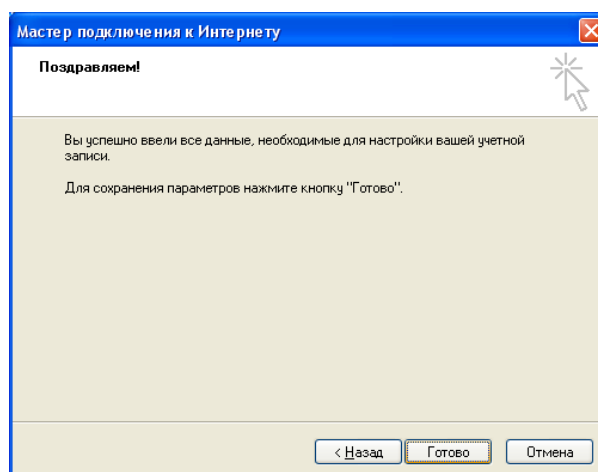 Мастер подключения к Интернету
Поздравляем!
Вы успешно ввели все данные, необходимые для настройки вашей учетной
записи.
Для сохранения параметров нажмите кнопку "Готово".
< Назад Готово Отмена